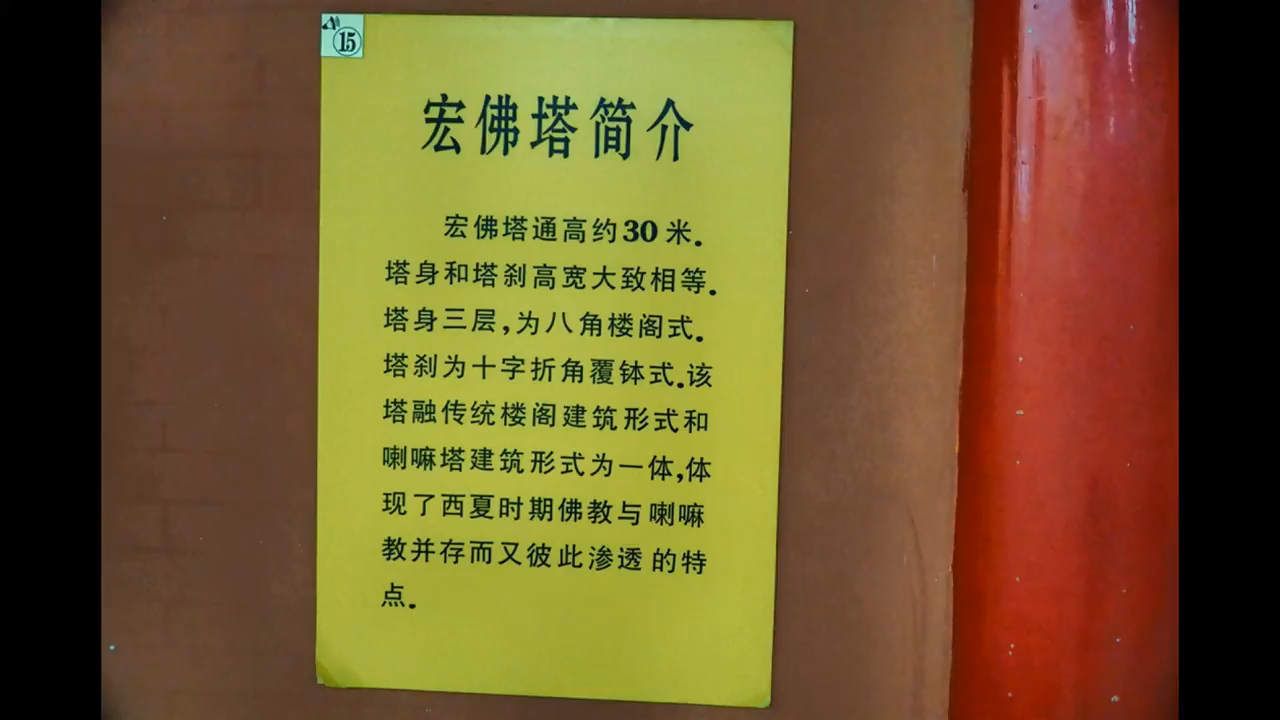 15
宏佛塔简介
宏佛塔通高约30米.
塔身和塔刹高宽大致相等.
塔身三层,为八角楼阁式.
塔刹为十字折角覆钵式.该
塔融传统楼阁建筑形式和
喇嘛塔建筑形式为一体,体
现了西夏时期佛教与喇嘛
教并存而又彼此渗透的特
点.